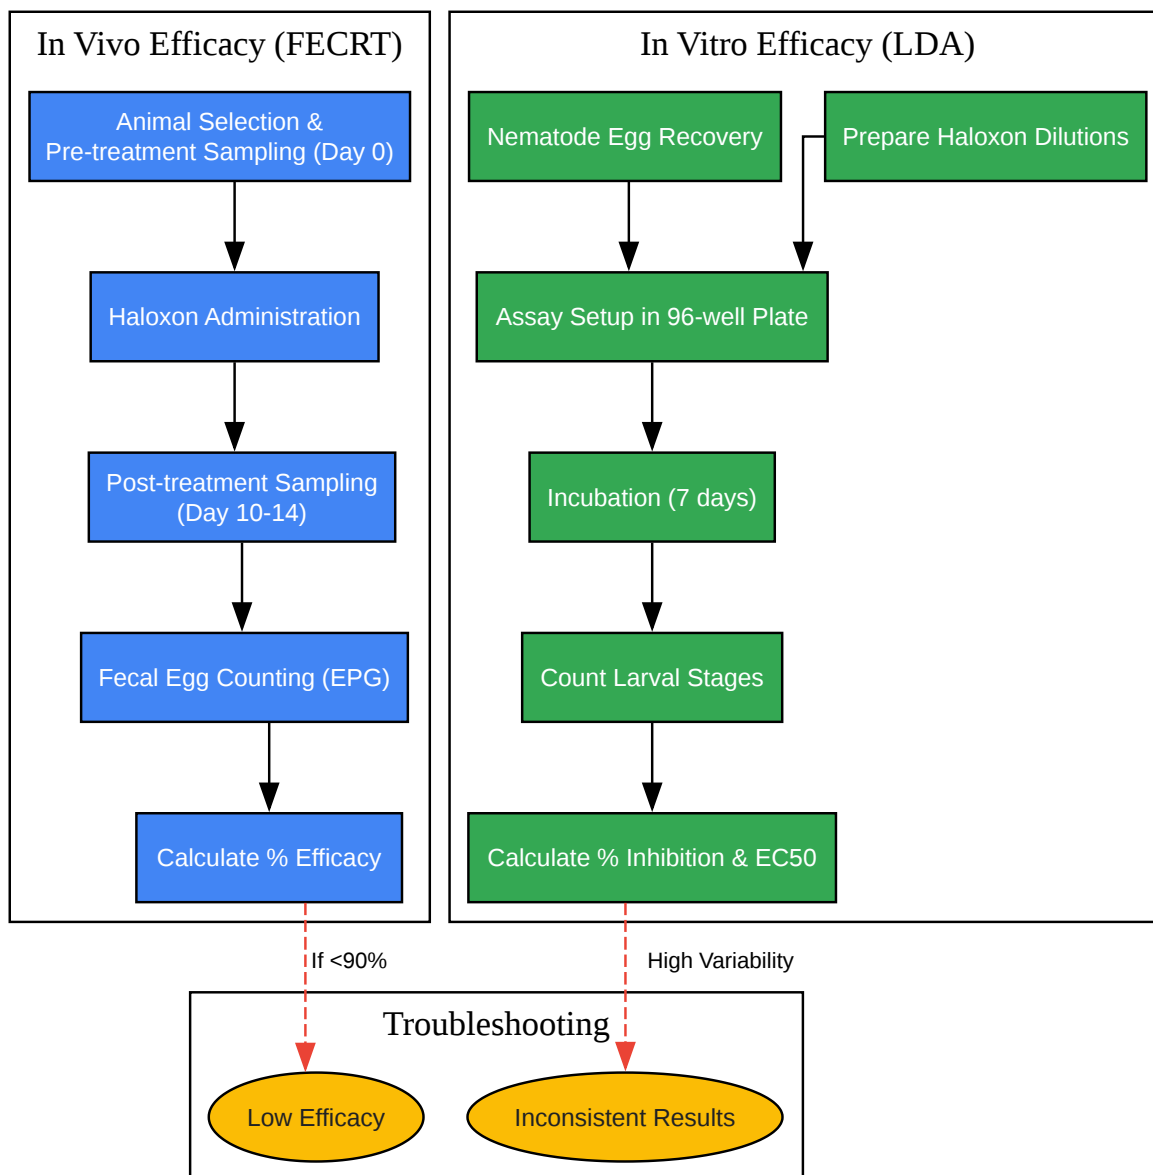 In Vivo Efficacy (FECRT)
Animal Selection &
Pre-treatment Sampling (Day 0)
Haloxon Administration
Post-treatment Sampling
(Day 10-14)
Fecal Egg Counting (EPG)
Calculate % Efficacy
In Vitro Efficacy (LDA)
Nematode Egg Recovery
Prepare Haloxon Dilutions
Assay Setup in 96-well Plate
Incubation (7 days)
Count Larval Stages
Calculate % Inhibition & EC50
If <90%
High Variability
Troubleshooting
Low Efficacy
Inconsistent Results